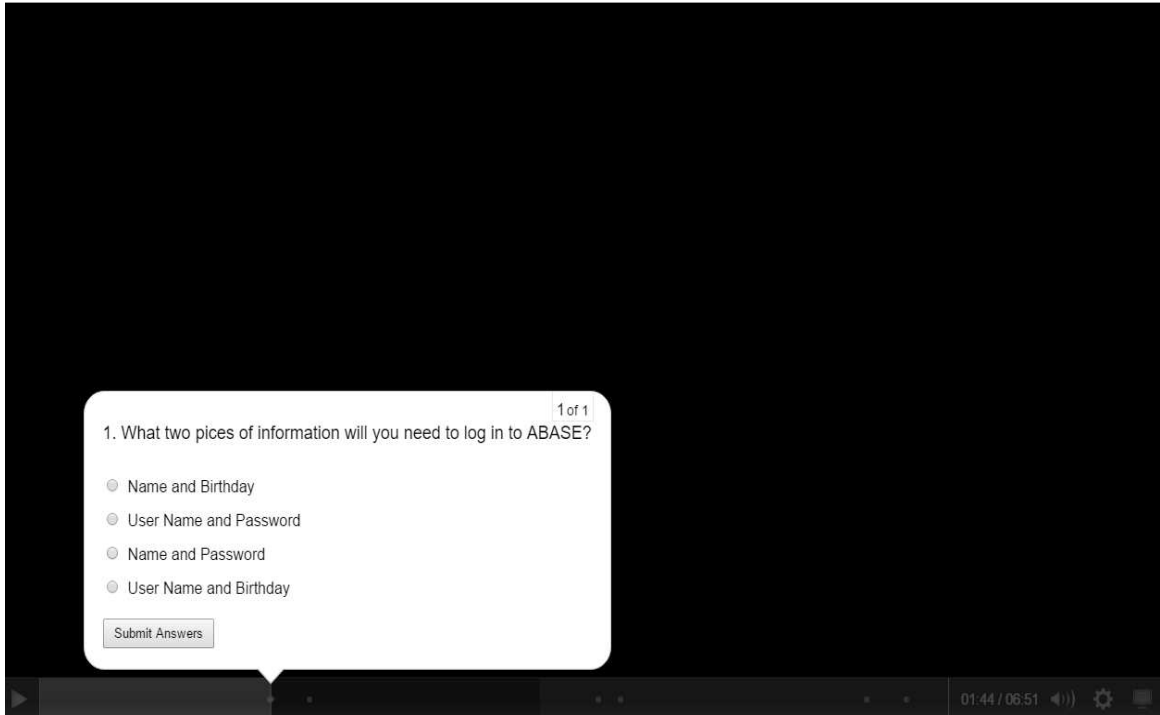 1 of 1
1. What two pices of information will you need to log in to ABASE?
Name and Birthday
User Name and Password
Name and Password
User Name and Birthday
Submit Answers
01:44 / 06:51